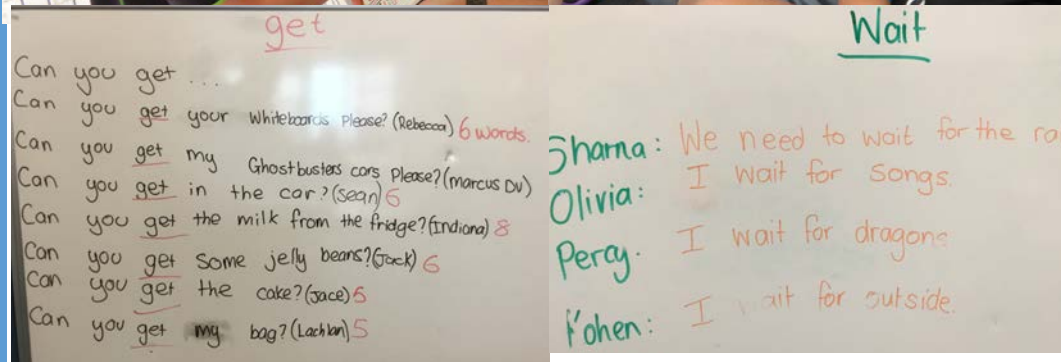 get
Can you get ...
Can you get your Whiteboards Please? (Rebecca) 6 words.
Can you get my Ghostbusters cars Please? (Marcus DV)
Can you get in the car? (Sean) 6
Can you get the milk from the fridge? (Indiana) 8
Can you get some jelly beans? (Jack) 6
Can you get the cake? (Jace) 5
Can you get my bag? (Lachlan) 5
Wait
Sharna: We need to wait for the
Olivia: I wait for songs.
Percy. I wait for dragons
Kohen: I wait for outside.